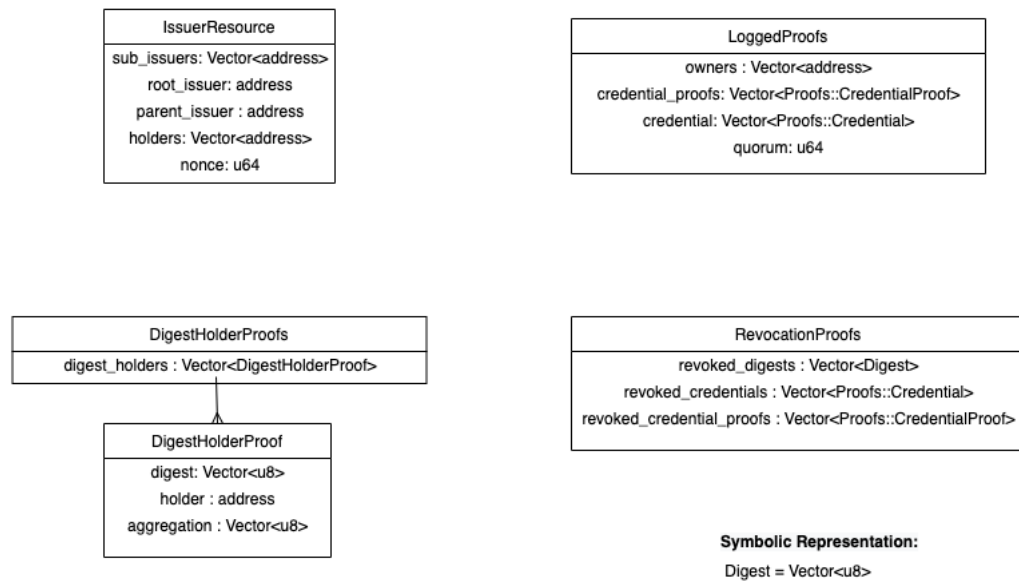 IssuerResource
sub_issuers: Vector<address>
root_issuer: address
parent_issuer : address
holders: Vector<address>
nonce: u64
LoggedProofs
owners : Vector<address>
credential_proofs: Vector<Proofs::CredentialProof>
credential: Vector<Proofs::Credential>
quorum: u64
DigestHolderProofs
digest_holders : Vector<DigestHolderProof>
DigestHolderProof
digest: Vector<u8>
holder : address
aggregation : Vector<u8>
RevocationProofs
revoked_digests : Vector<Digest>
revoked_credentials : Vector<Proofs::Credential>
revoked_credential_proofs : Vector<Proofs::CredentialProof>
Symbolic Representation:
Digest = Vector<u8>